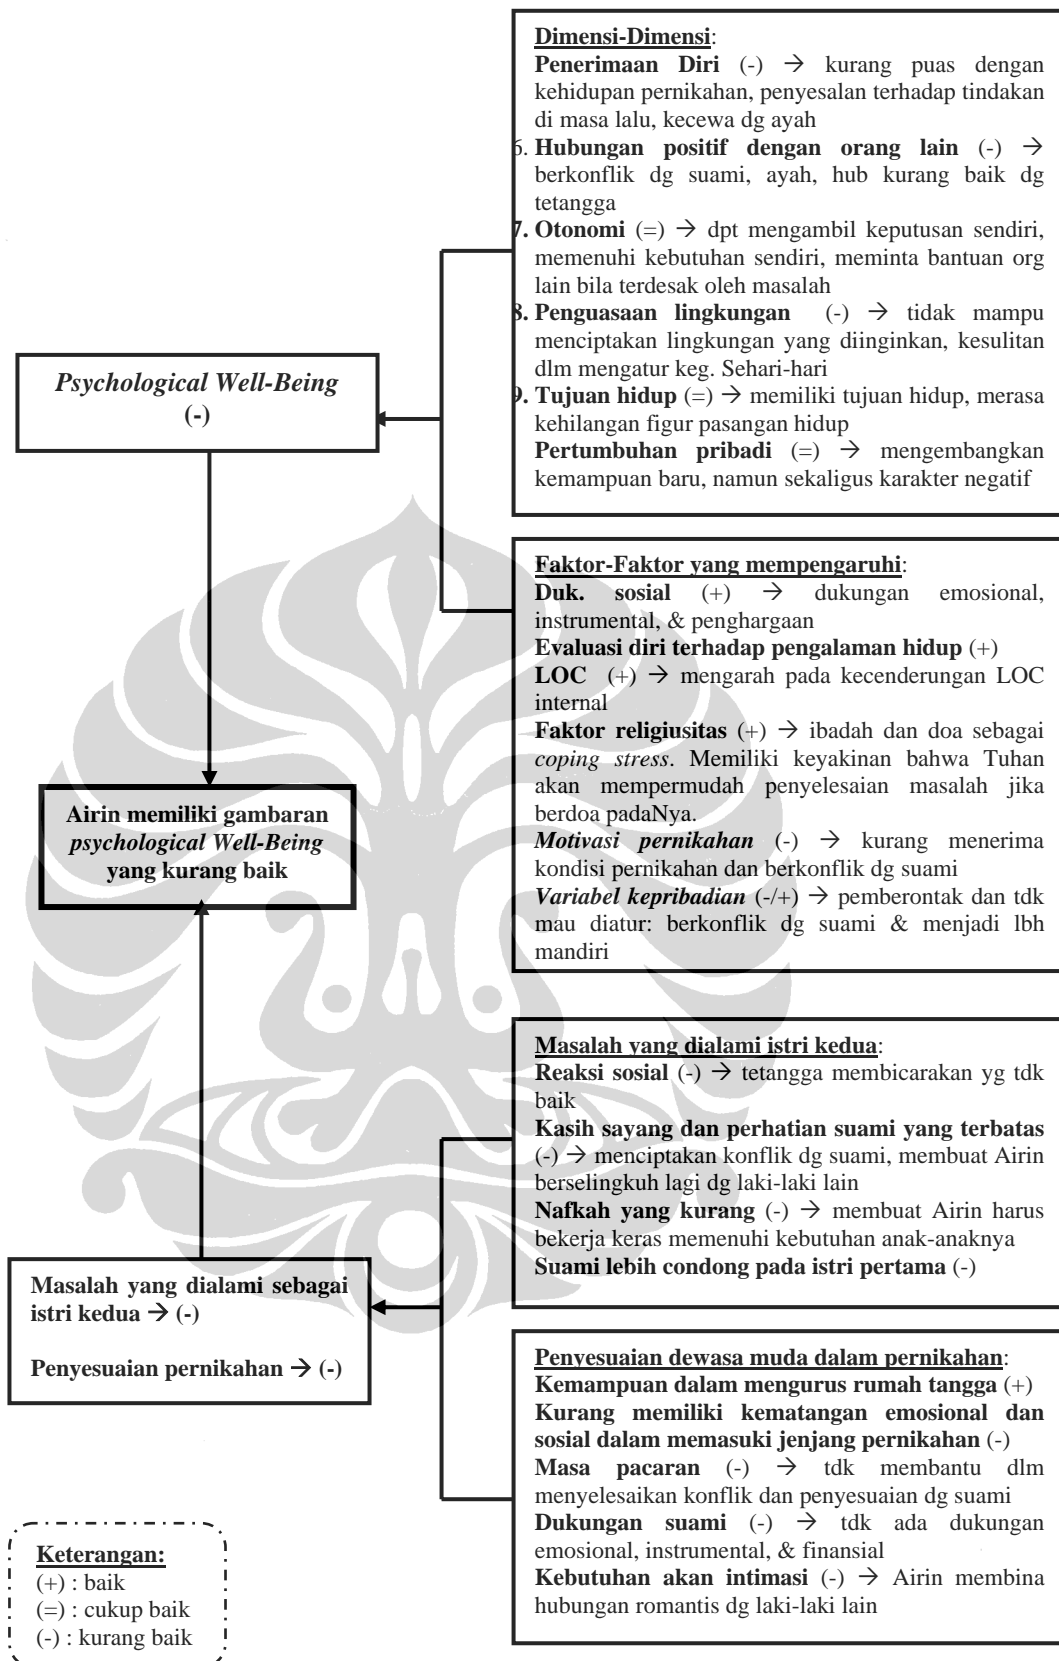 Dimensi-Dimensi:
Penerimaan Diri (-) → kurang puas dengan
kehidupan pernikahan, penyesalan terhadap tindakan
di masa lalu, kecewa dg ayah
6. Hubungan positif dengan orang lain (-) →
berkonflik dg suami, ayah, hub kurang baik dg
tetangga
7. Otonomi (=) → dpt mengambil keputusan sendiri,
memenuhi kebutuhan sendiri, meminta bantuan org
lain bila terdesak oleh masalah
8. Penguasaan lingkungan (-) → tidak mampu
menciptakan lingkungan yang diinginkan, kesulitan
dlm mengatur keg. Sehari-hari
9. Tujuan hidup (=) → memiliki tujuan hidup, merasa
kehilangan figur pasangan hidup
Pertumbuhan pribadi (=) → mengembangkan
kemampuan baru, namun sekaligus karakter negatif
Psychological Well-Being
(-)
Faktor-Faktor yang mempengaruhi:
Duk. sosial (+) → dukungan emosional,
instrumental, & penghargaan
Evaluasi diri terhadap pengalaman hidup (+)
LOC (+) → mengarah pada kecenderungan LOC
internal
Faktor religiusitas (+) → ibadah dan doa sebagai
coping stress. Memiliki keyakinan bahwa Tuhan
akan mempermudah penyelesaian masalah jika
berdoa padaNya.
Motivasi pernikahan (-) → kurang menerima
kondisi pernikahan dan berkonflik dg suami
Variabel kepribadian (-/+) → pemberontak dan tdk
mau diatur: berkonflik dg suami & menjadi lbh
mandiri
Airin memiliki gambaran
psychological Well-Being
yang kurang baik
Masalah yang dialami istri kedua:
Reaksi sosial (-) → tetangga membicarakan yg tdk
baik
Kasih sayang dan perhatian suami yang terbatas
(-) → menciptakan konflik dg suami, membuat Airin
berselingkuh lagi dg laki-laki lain
Nafkah yang kurang (-) → membuat Airin harus
bekerja keras memenuhi kebutuhan anak-anaknya
Suami lebih condong pada istri pertama (-)
Masalah yang dialami sebagai
istri kedua → (-)
Penyesuaian pernikahan → (-)
Penyesuaian dewasa muda dalam pernikahan:
Kemampuan dalam mengurus rumah tangga (+)
Kurang memiliki kematangan emosional dan
sosial dalam memasuki jenjang pernikahan (-)
Masa pacaran (-) → tdk membantu dlm
menyelesaikan konflik dan penyesuaian dg suami
Dukungan suami (-) → tdk ada dukungan
emosional, instrumental, & finansial
Kebutuhan akan intimasi (-) → Airin membina
hubungan romantis dg laki-laki lain
Keterangan:
(+) : baik
(=) : cukup baik
(-) : kurang baik